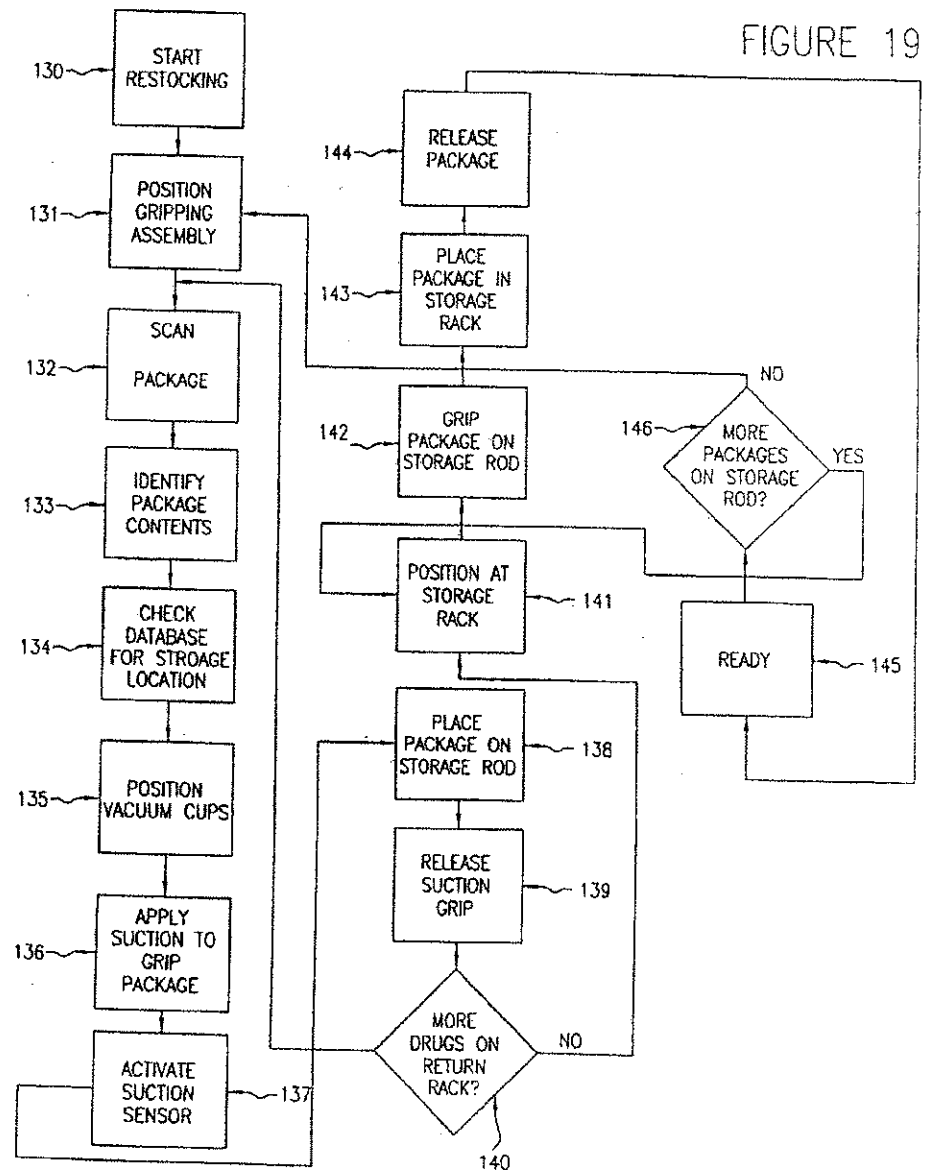 FIGURE 19
130
START
RESTOCKING
131
POSITION
GRIPPING
ASSEMBLY
132
SCAN
PACKAGE
133
IDENTIFY
PACKAGE
CONTENTS
134
CHECK
DATABASE
FOR STROAGE
LOCATION
135
POSITION
VACUUM CUPS
136
APPLY
SUCTION TO
GRIP
PACKAGE
ACTIVATE
SUCTION
SENSOR
137
PLACE
PACKAGE ON
STORAGE ROD
138
RELEASE
SUCTION
GRIP
139
MORE
DRUGS ON
RETURN
RACK?
NO
140
POSITION AT
STORAGE
RACK
141
142
GRIP
PACKAGE ON
STORAGE ROD
143
PLACE
PACKAGE IN
STORAGE
RACK
144
RELEASE
PACKAGE
READY
145
146
MORE
PACKAGES
ON STORAGE
ROD?
NO
YES